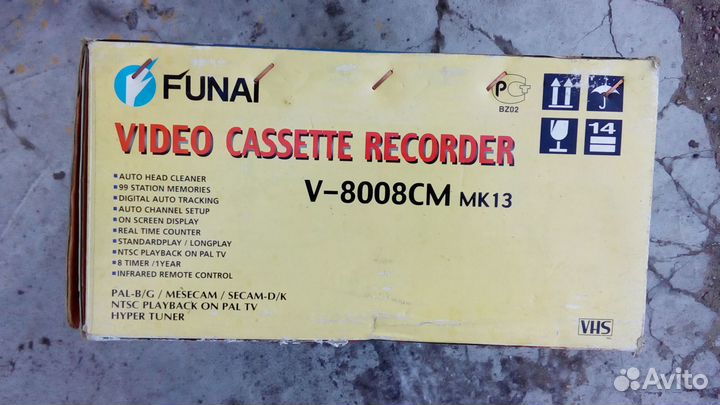 FUNAI
PG+
BZ02
14
VIDEO CASSETTE RECORDER
V-8008CM MK13
AUTO HEAD CLEANER
99 STATION MEMORIES
DIGITAL AUTO TRACKING
AUTO CHANNEL SETUP
ON SCREEN DISPLAY
REAL TIME COUNTER
STANDARDPLAY / LONGPLAY
NTSC PLAYBACK ON PAL TV
8 TIMER /1YEAR
INFRARED REMOTE CONTROL
PAL-B/G / MESECAM / SECAM-D/K
NTSC PLAYBACK ON PAL TV
HYPER TUNER
VHS
Avito